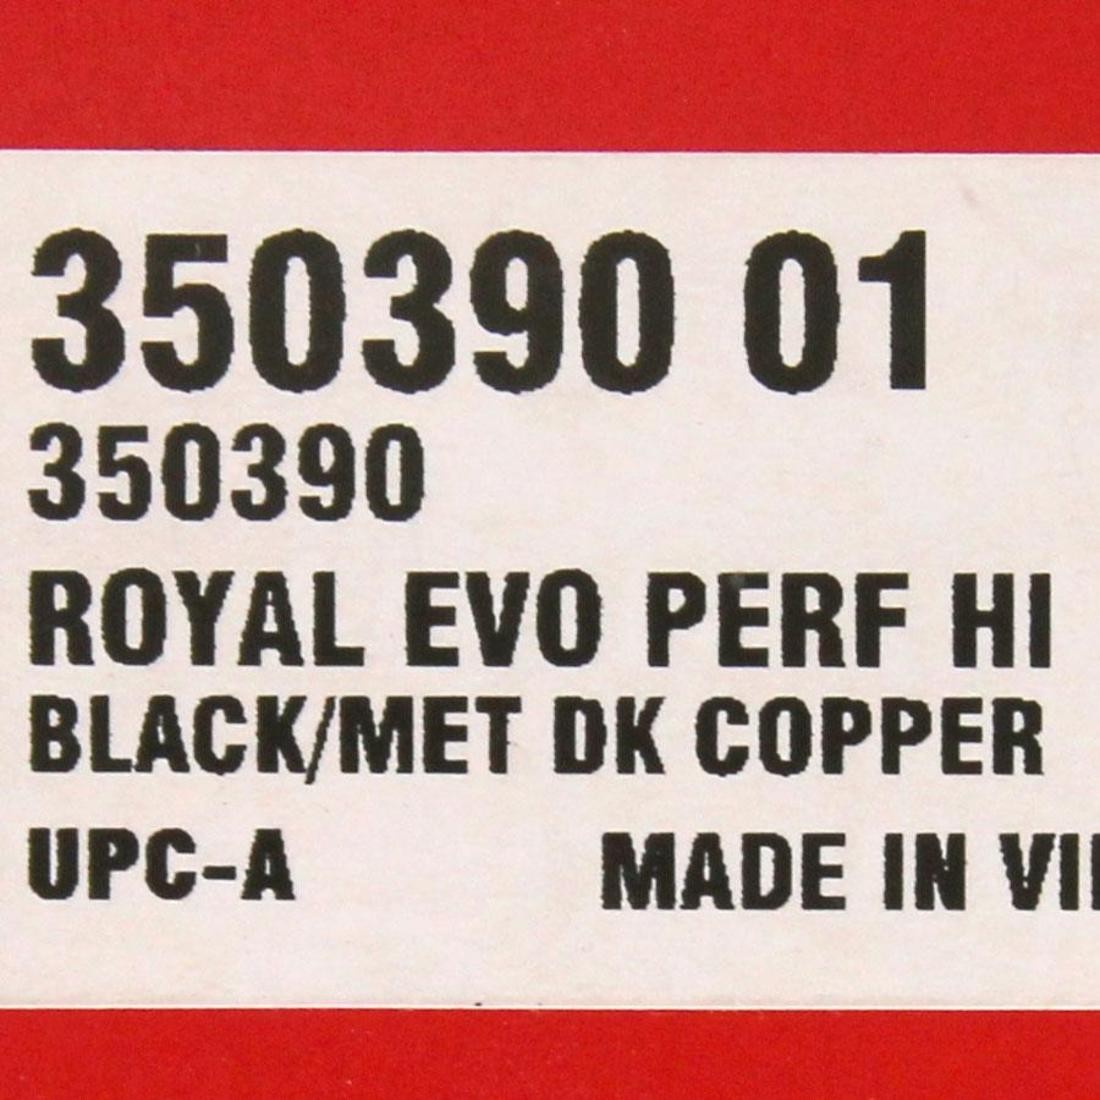 350390 01
350390
ROYAL EVO PERF HI
BLACK/MET DK COPPER
UPC-A MADE IN